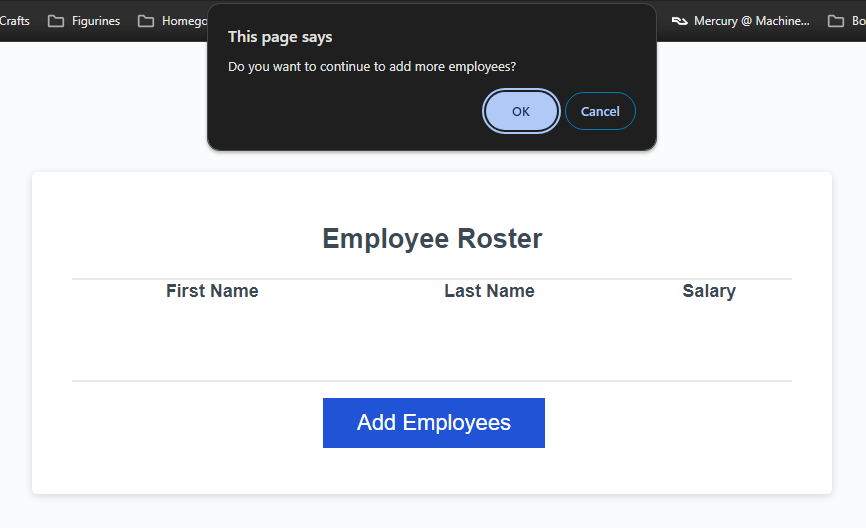 Crafts Figurines Homego Mercury @ Machine... Bo
This page says
Do you want to continue to add more employees?
OK Cancel
Employee Roster
First Name Last Name Salary
Add Employees